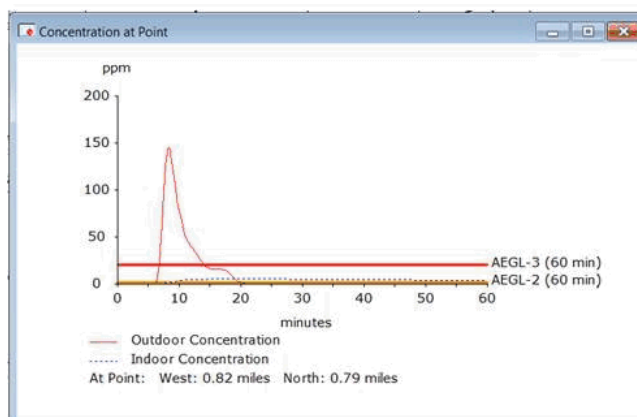 Concentration at Point
ppm
200
150
100
50
0
AEGL-3 (60 min)
AEGL-2 (60 min)
0 10 20 30 40 50 60
minutes
Outdoor Concentration
Indoor Concentration
At Point: West: 0.82 miles North: 0.79 miles